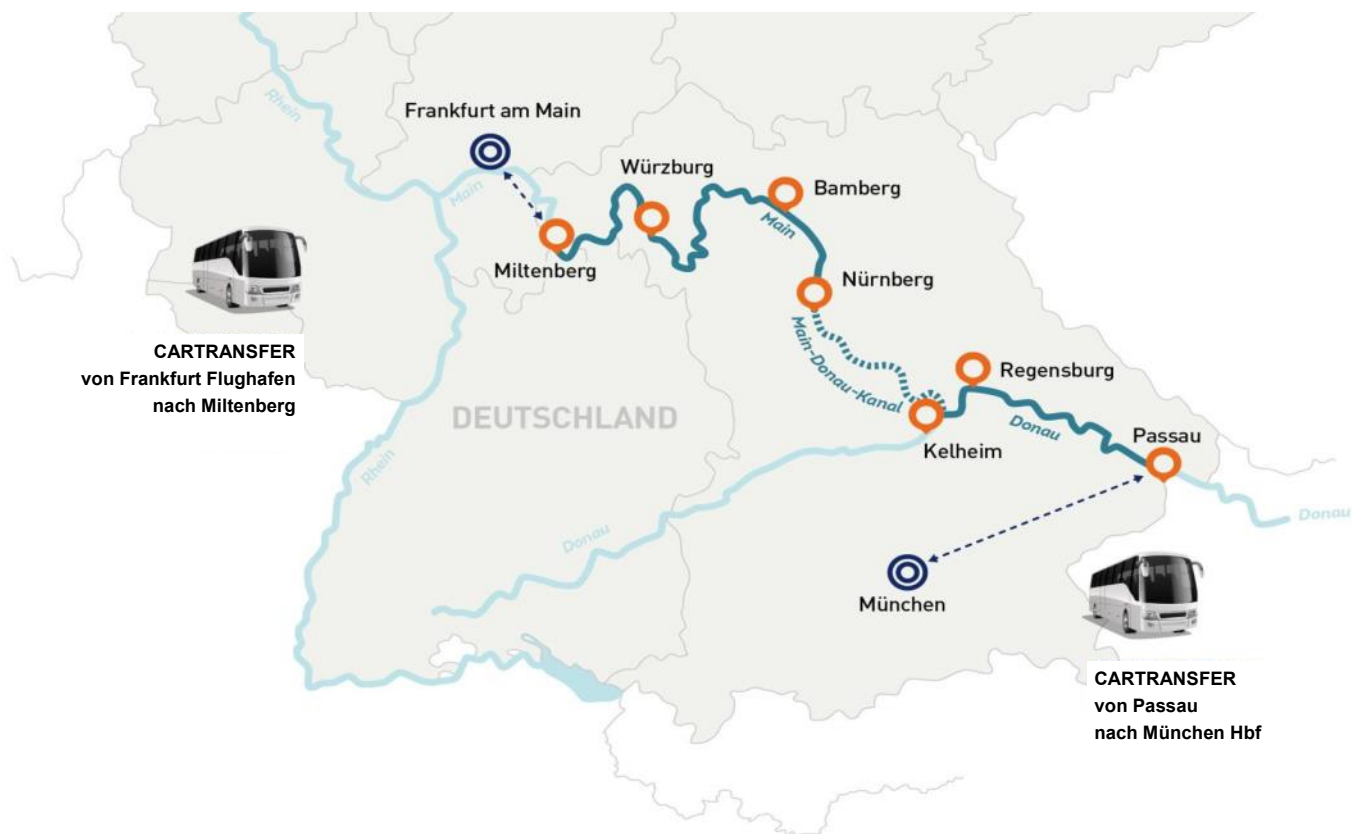 Rhein
Frankfurt am Main
Main
Würzburg
Bamberg
Main
Miltenberg
Nürnberg
CARTRANSFER
von Frankfurt Flughafen
nach Miltenberg
Main-Donau-Kanal
Regensburg
DEUTSCHLAND
Donau
Passau
Kelheim
Rhein
Donau
Donau
München
CARTRANSFER
von Passau
nach München Hbf